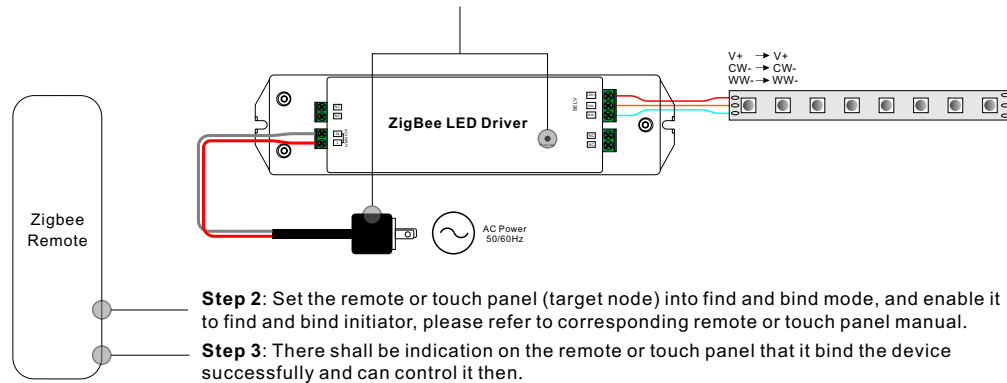 V+ → V+
CW- → CW-
WW- → WW-
SELV
ZigBee LED Driver
Zigbee
Remote
AC Power
50/60Hz
Step 2: Set the remote or touch panel (target node) into find and bind mode, and enable it
to find and bind initiator, please refer to corresponding remote or touch panel manual.
Step 3: There shall be indication on the remote or touch panel that it bind the device
successfully and can control it then.